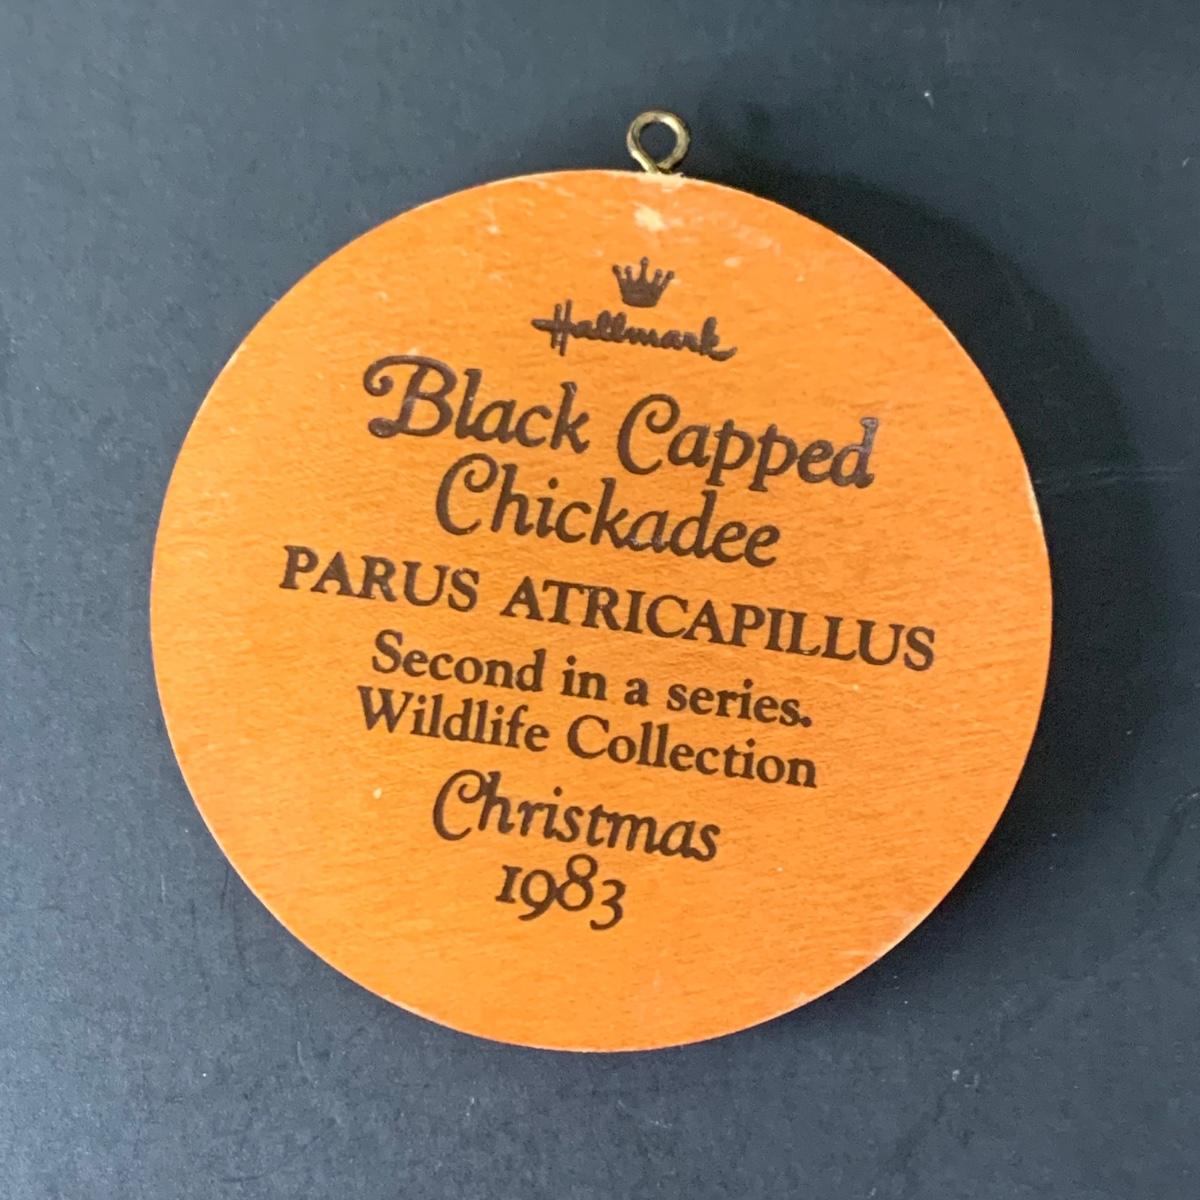 Hallmark
Black Capped
Chickadee
PARUS ATRICAPILLUS
Second in a series.
Wildlife Collection
Christmas
1983